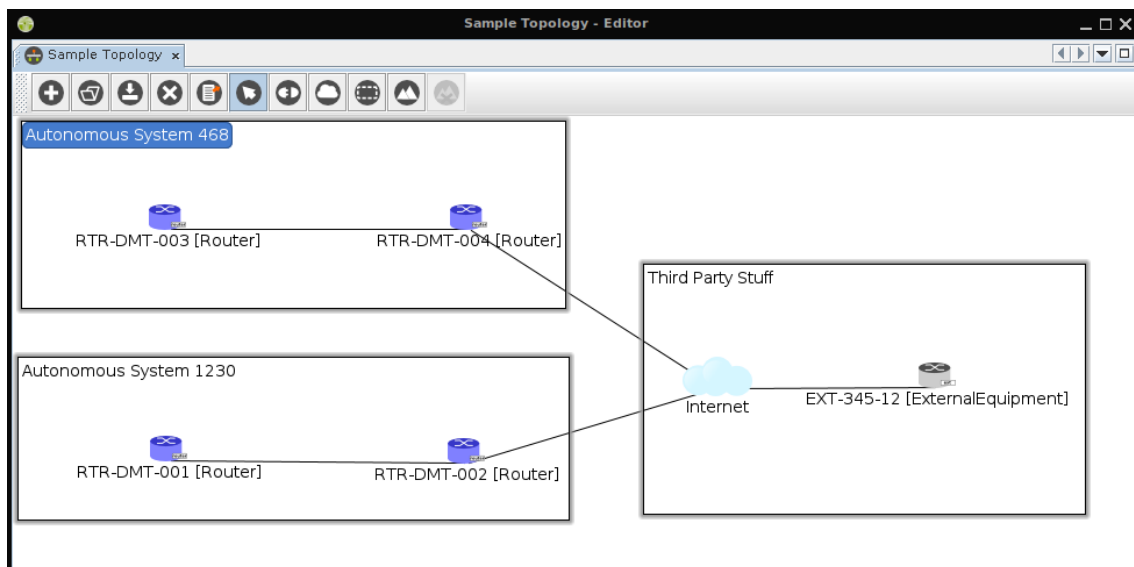 Sample Topology - Editor
Sample Topology x
Autonomous System 468
RTR-DMT-003 [Router]
RTR-DMT-004 [Router]
Third Party Stuff
Autonomous System 1230
Internet
EXT-345-12 [ExternalEquipment]
RTR-DMT-001 [Router]
RTR-DMT-002 [Router]